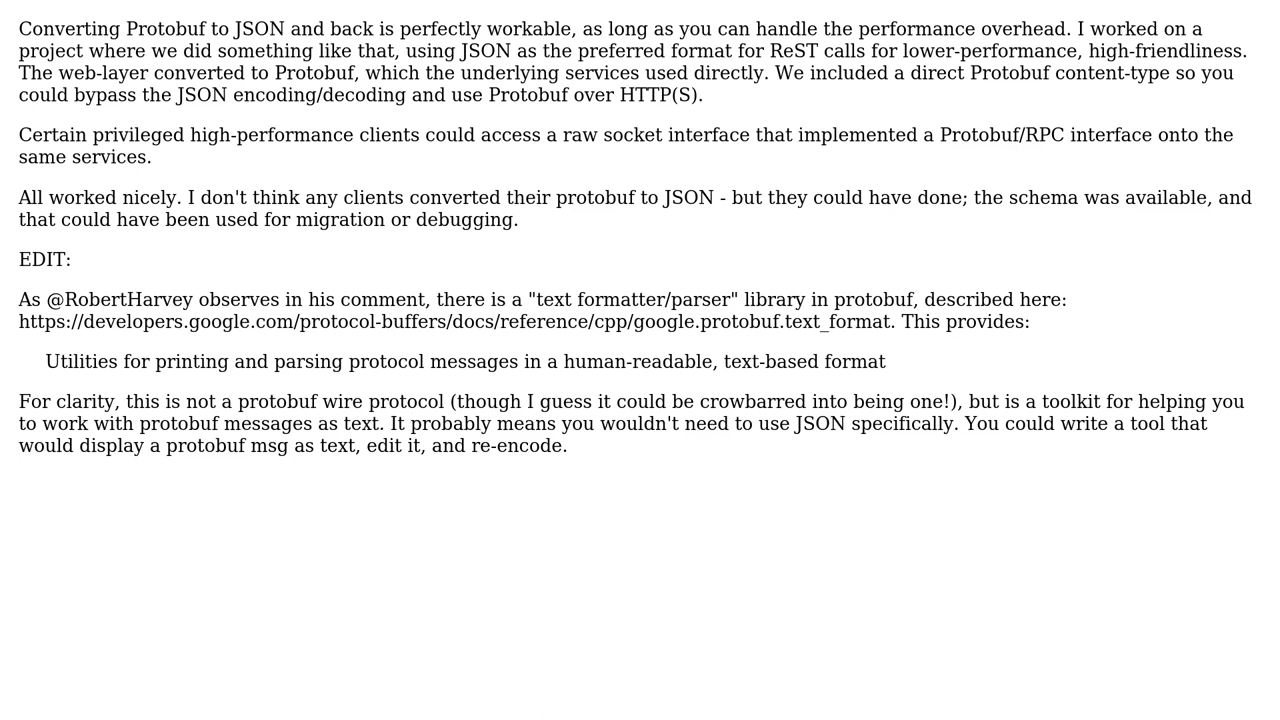 Converting Protobuf to JSON and back is perfectly workable, as long as you can handle the performance overhead. I worked on a
project where we did something like that, using JSON as the preferred format for ReST calls for lower-performance, high-friendliness.
The web-layer converted to Protobuf, which the underlying services used directly. We included a direct Protobuf content-type so you
could bypass the JSON encoding/decoding and use Protobuf over HTTP(S).
Certain privileged high-performance clients could access a raw socket interface that implemented a Protobuf/RPC interface onto the
same services.
All worked nicely. I don't think any clients converted their protobuf to JSON - but they could have done; the schema was available, and
that could have been used for migration or debugging.
EDIT:
As @RobertHarvey observes in his comment, there is a "text formatter/parser" library in protobuf, described here:
https://developers.google.com/protocol-buffers/docs/reference/cpp/google.protobuf.text_format. This provides:
Utilities for printing and parsing protocol messages in a human-readable, text-based format
For clarity, this is not a protobuf wire protocol (though I guess it could be crowbarred into being one!), but is a toolkit for helping you
to work with protobuf messages as text. It probably means you wouldn't need to use JSON specifically. You could write a tool that
would display a protobuf msg as text, edit it, and re-encode.